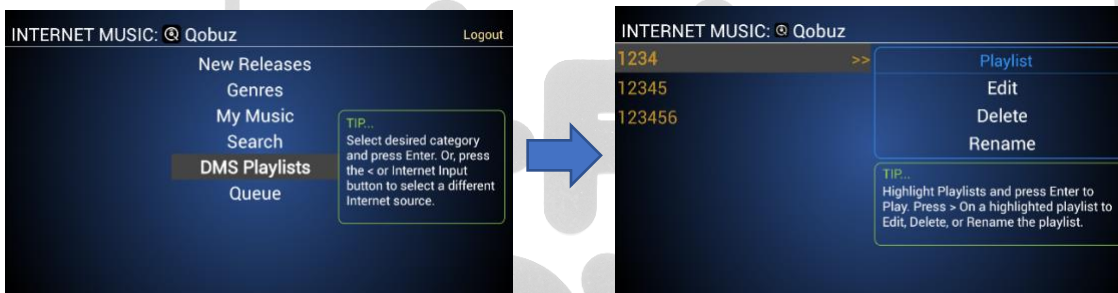 INTERNET MUSIC: Qobuz
Logout
New Releases
Genres
My Music
Search
DMS Playlists
Queue
TIP...
Select desired category
and press Enter. Or, press
the < or Internet Input
button to select a different
Internet source.
INTERNET MUSIC: Qobuz
1234 >>
12345
123456
Playlist
Edit
Delete
Rename
TIP...
Highlight Playlists and press Enter to
Play. Press > On a highlighted playlist to
Edit, Delete, or Rename the playlist.